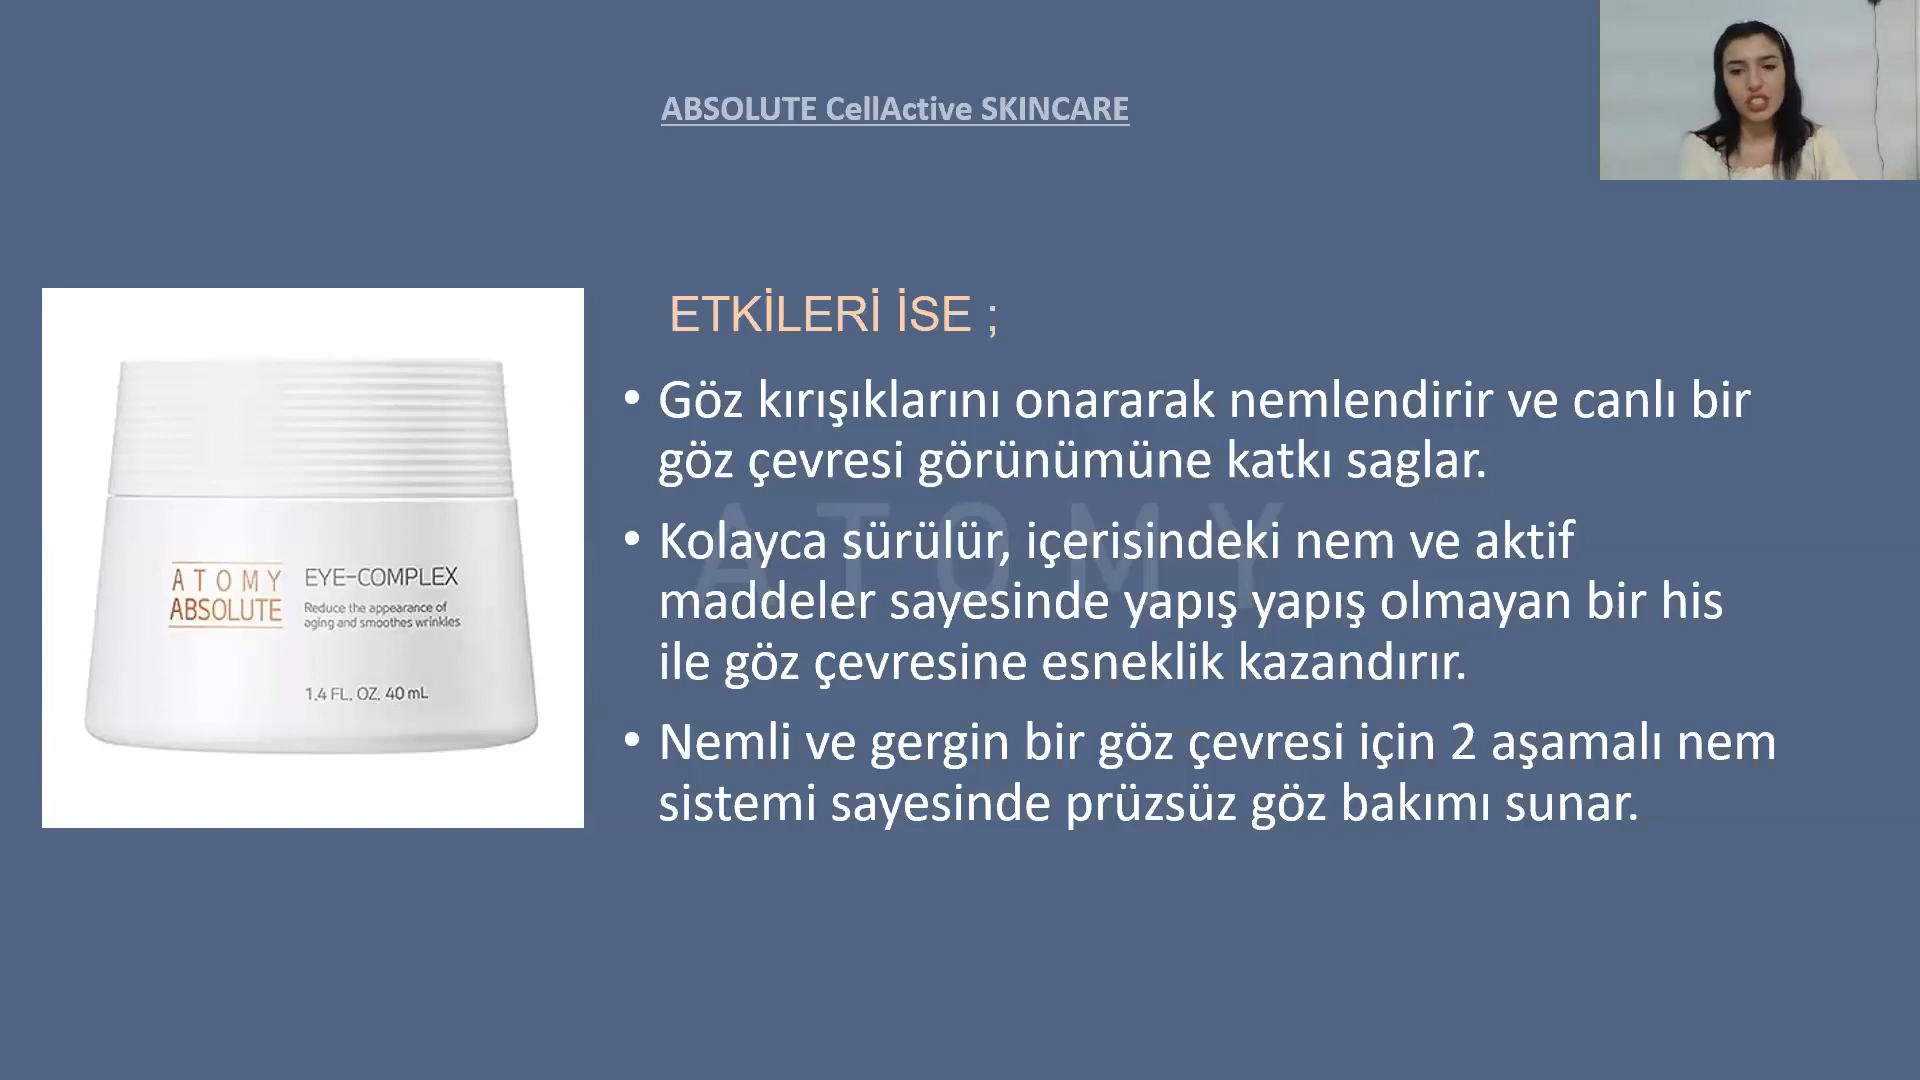 ABSOLUTE CellActive SKINCARE
ETKİLERİ İSE ;
• Göz kırışıklarını onararak nemlendirir ve canlı bir
göz çevresi görünümüne katkı saglar.
• Kolayca sürülür, içerisindeki nem ve aktif
maddeler sayesinde yapış yapış olmayan bir his
ile göz çevresine esneklik kazandırır.
• Nemli ve gergin bir göz çevresi için 2 aşamalı nem
sistemi sayesinde prüzsüz göz bakımı sunar.
ATOMY
ATOMY
ABSOLUTE
EYE-COMPLEX
Reduce the appearance of
aging and smoothes wrinkles
1.4 FL. OZ. 40 mL